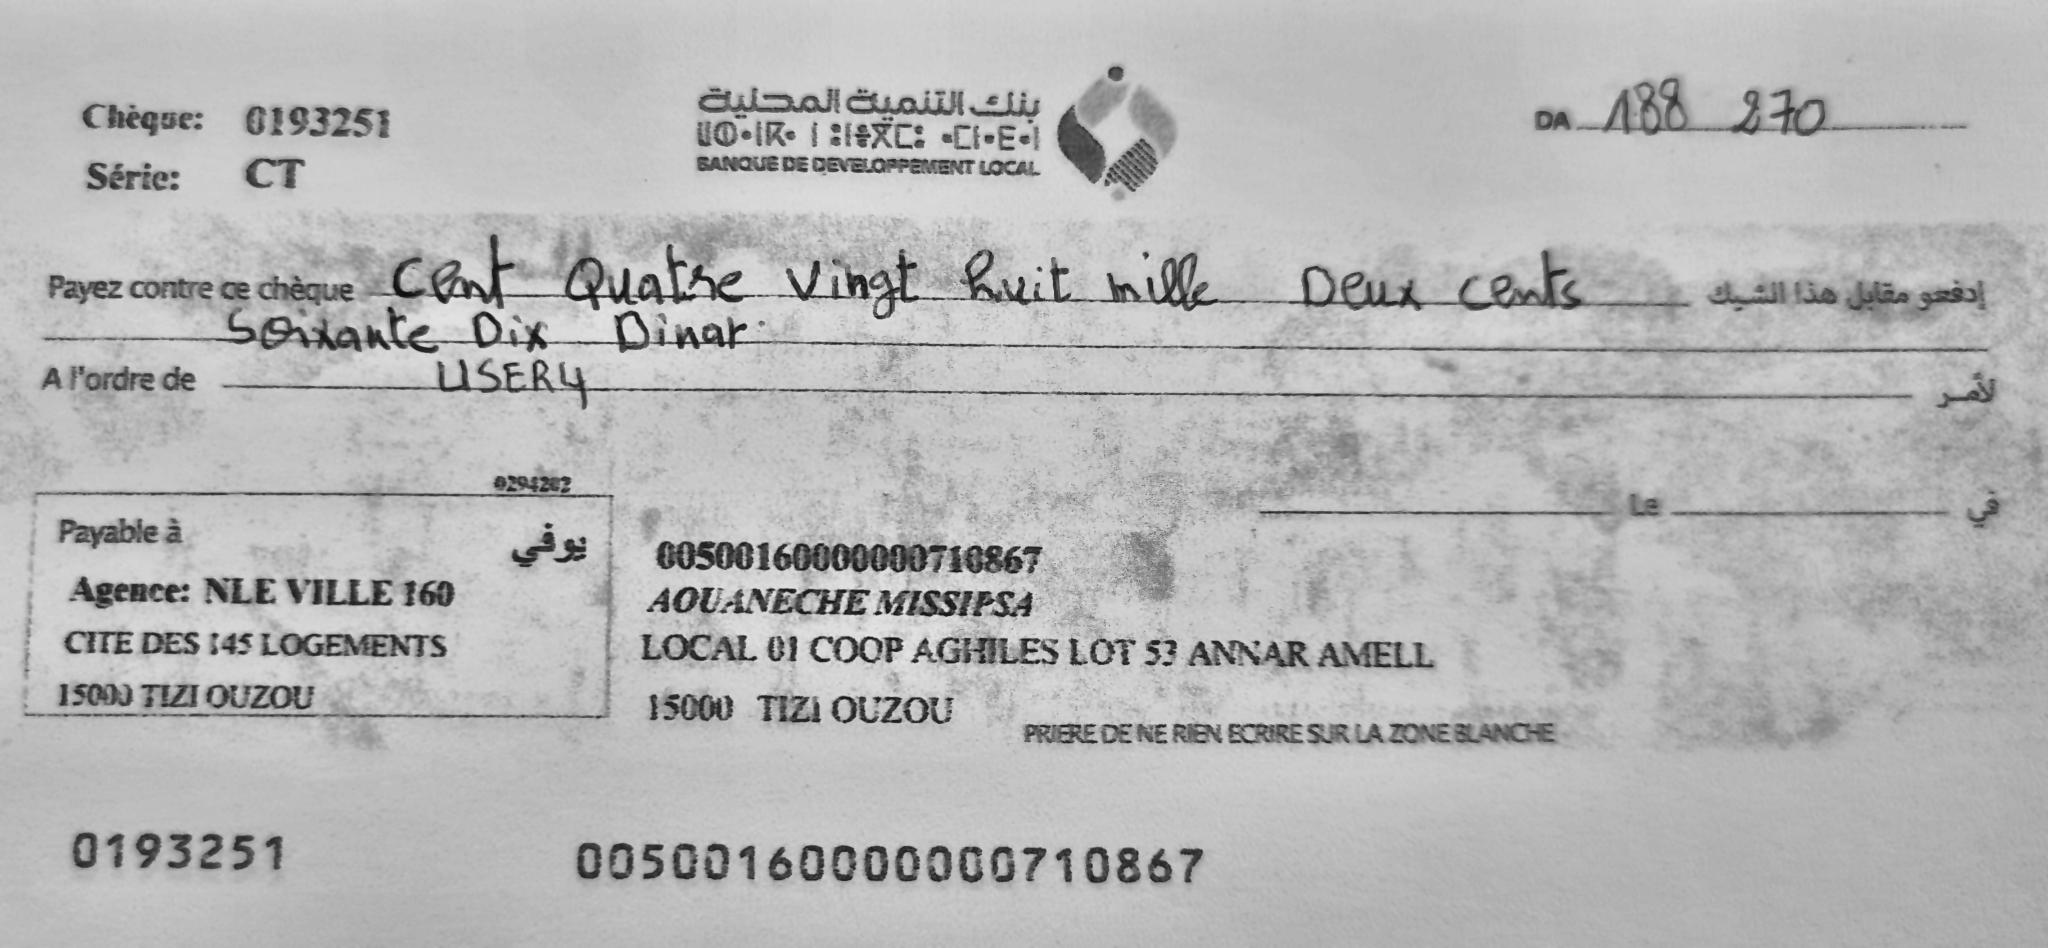 Chèque: 0193251
Série: CT
بنك التنمية المحلية
BANQUE DE DEVELOPPEMENT LOCAL
DA 188 270
Payez contre ce chèque Cent Quatre Vingt huit mille Deux cents إدفعو مقابل هذا الشيك
Soixante Dix Dinar
A l'ordre de USER4 لأمر
0294202
Le في
Payable à يوفي
Agence: NLE VILLE 160
CITE DES 145 LOGEMENTS
15000 TIZI OUZOU
00500160000000710867
AOUANECHE MISSIPSA
LOCAL 01 COOP AGHILES LOT 53 ANNAR AMELL
15000 TIZI OUZOU
PRIERE DE NE RIEN ECRIRE SUR LA ZONE BLANCHE
0193251 00500160000000710867